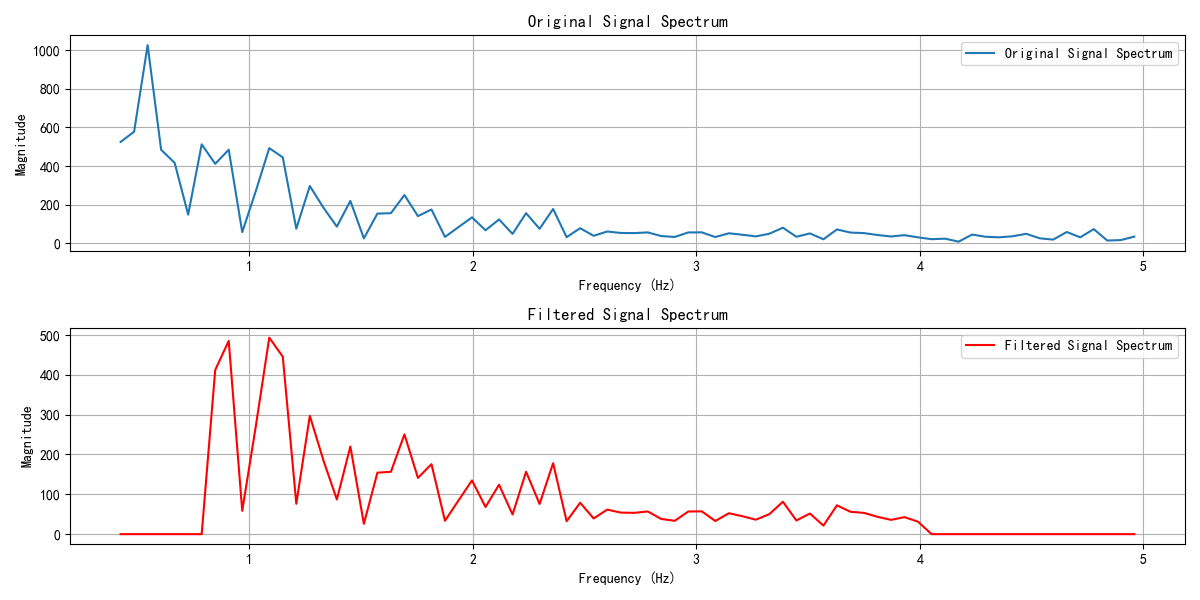 Original Signal Spectrum
1000
800
600
400
200
0
Magnitude
Original Signal Spectrum
1 2 3 4 5
Frequency (Hz)
Filtered Signal Spectrum
500
400
300
200
100
0
Magnitude
Filtered Signal Spectrum
1 2 3 4 5
Frequency (Hz)